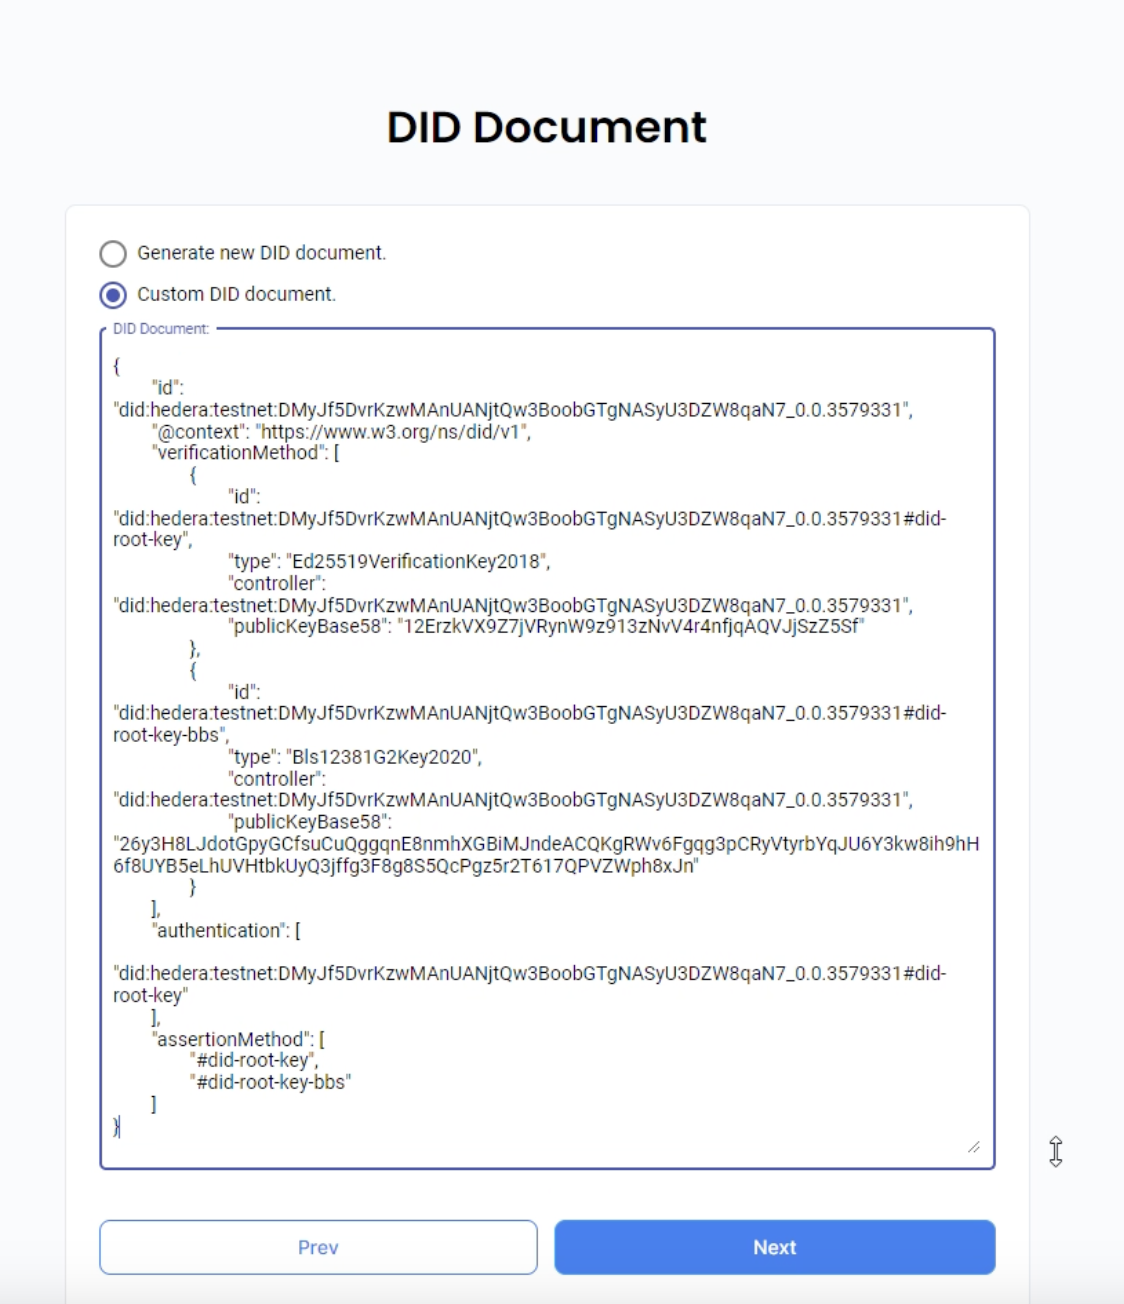 DID Document
Generate new DID document.
Custom DID document.
DID Document:
{
"id":
"did:hedera:testnet:DMyJf5DvrKzwMAnUANjtQw3BoobGTgNASyU3DZW8qaN7_0.0.3579331",
"@context": "https://www.w3.org/ns/did/v1",
"verificationMethod": [
{
"id":
"did:hedera:testnet:DMyJf5DvrKzwMAnUANjtQw3BoobGTgNASyU3DZW8qaN7_0.0.3579331#did-
root-key",
"type": "Ed25519VerificationKey2018",
"controller":
"did:hedera:testnet:DMyJf5DvrKzwMAnUANjtQw3BoobGTgNASyU3DZW8qaN7_0.0.3579331",
"publicKeyBase58": "12ErzkVX9Z7jVRynW9z913zNvV4r4nfjqAQVJjSzZ5Sf"
},
{
"id":
"did:hedera:testnet:DMyJf5DvrKzwMAnUANjtQw3BoobGTgNASyU3DZW8qaN7_0.0.3579331#did-
root-key-bbs",
"type": "Bls12381G2Key2020",
"controller":
"did:hedera:testnet:DMyJf5DvrKzwMAnUANjtQw3BoobGTgNASyU3DZW8qaN7_0.0.3579331",
"publicKeyBase58":
"26y3H8LJdotGpyGCfsuCuQggqnE8nmhXGBiMJndeACQKgRWv6Fgqg3pCRyVtyrbYqJU6Y3kw8ih9hH
6f8UYB5eLhUVHtbkUyQ3jffg3F8g8S5QcPgz5r2T617QPVZWph8xJn"
}
],
"authentication": [
"did:hedera:testnet:DMyJf5DvrKzwMAnUANjtQw3BoobGTgNASyU3DZW8qaN7_0.0.3579331#did-
root-key"
],
"assertionMethod": [
"#did-root-key",
"#did-root-key-bbs"
]
}
Prev
Next